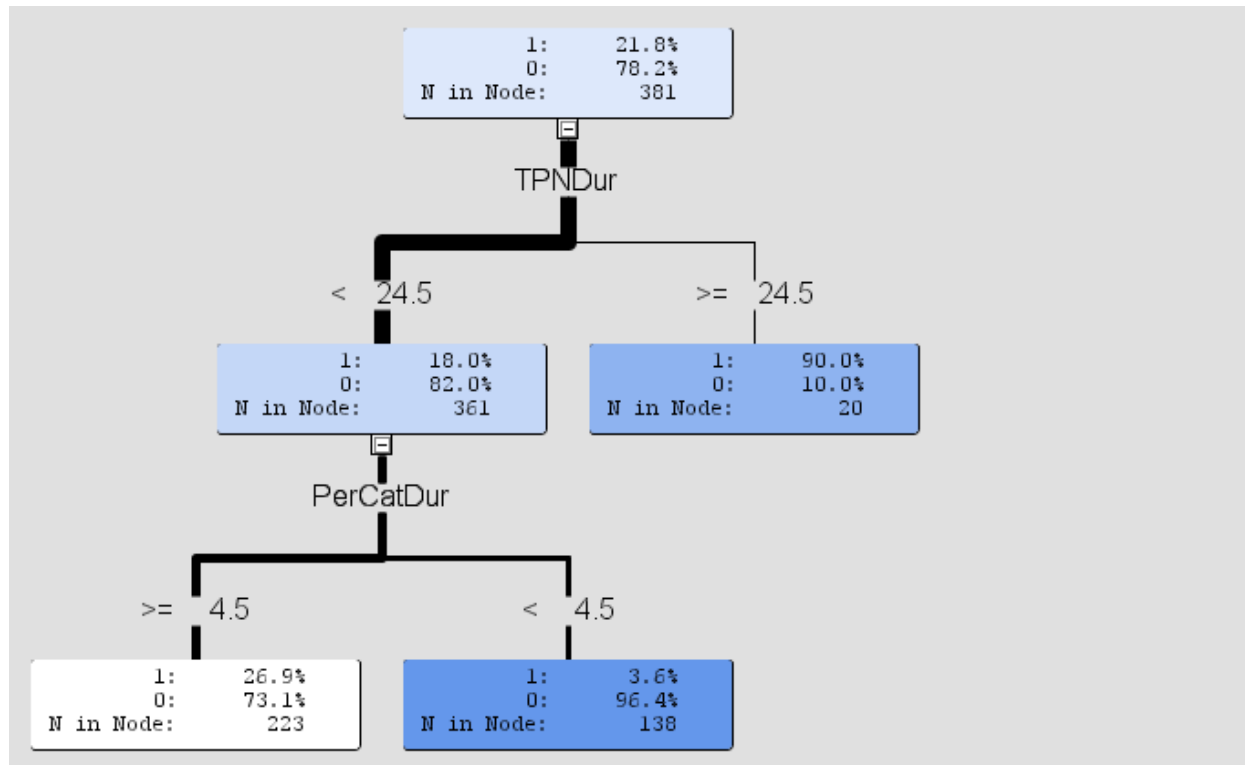 1: 21.8%
0: 78.2%
N in Node: 381
TPNDur
< 24.5
>= 24.5
1: 18.0%
0: 82.0%
N in Node: 361
1: 90.0%
0: 10.0%
N in Node: 20
PerCatDur
>= 4.5
< 4.5
1: 26.9%
0: 73.1%
N in Node: 223
1: 3.6%
0: 96.4%
N in Node: 138